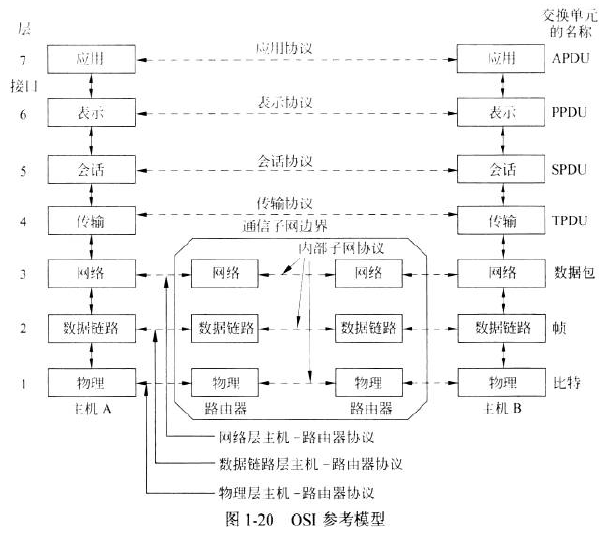 层
交换单元
的名称
7 应用 应用协议 应用 APDU
接口
6 表示 表示协议 表示 PPDU
5 会话 会话协议 会话 SPDU
4 传输 传输协议 传输 TPDU
通信子网边界
内部子网协议
3 网络 网络 网络 网络 数据包
2 数据链路 数据链路 数据链路 数据链路 帧
1 物理 物理 物理 物理 比特
主机 A 路由器 路由器 主机 B
网络层主机-路由器协议
数据链路层主机-路由器协议
物理层主机-路由器协议
图 1-20 OSI 参考模型